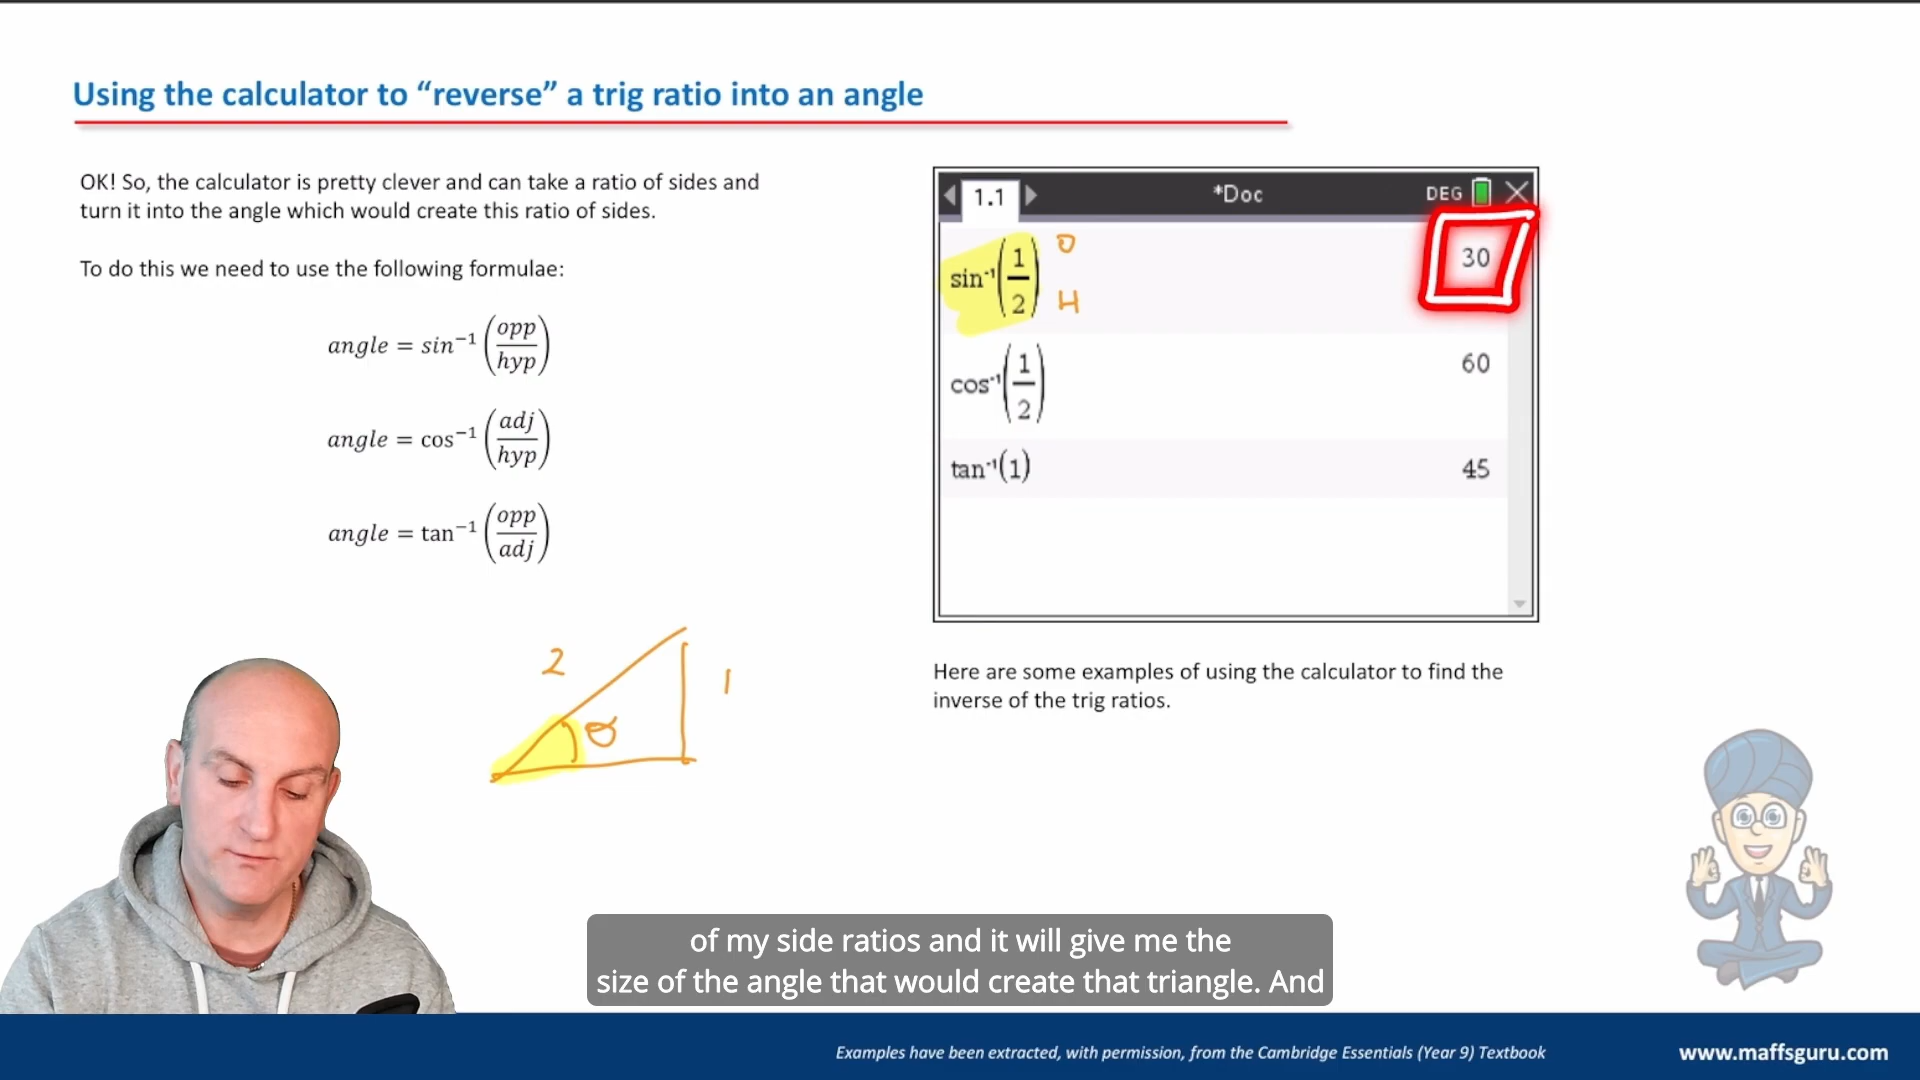 Using the calculator to “reverse” a trig ratio into an angle
OK! So, the calculator is pretty clever and can take a ratio of sides and
turn it into the angle which would create this ratio of sides.
To do this we need to use the following formulae:
angle = sin⁻¹ (opp/hyp)
angle = cos⁻¹ (adj/hyp)
angle = tan⁻¹ (opp/adj)
2
1
θ
1.1 *Doc DEG
sin⁻¹(1/2) O H 30
cos⁻¹(1/2) 60
tan⁻¹(1) 45
Here are some examples of using the calculator to find the
inverse of the trig ratios.
of my side ratios and it will give me the
size of the angle that would create that triangle. And
Examples have been extracted, with permission, from the Cambridge Essentials (Year 9) Textbook
www.maffsguru.com